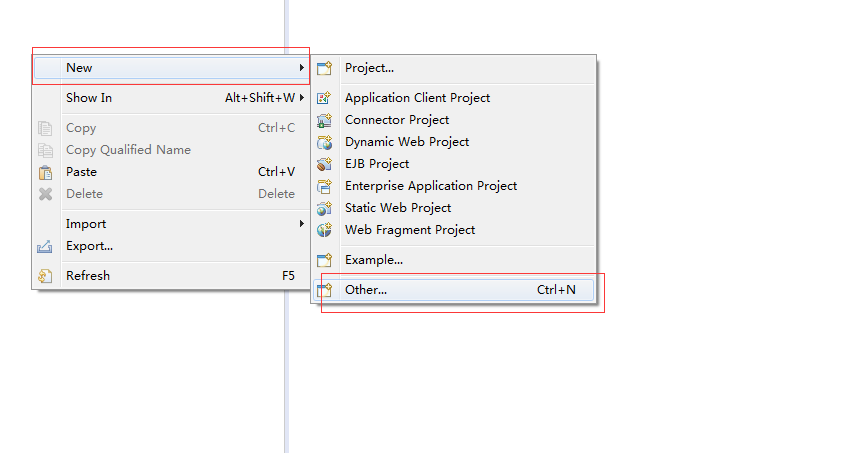 New
Show In Alt+Shift+W
Copy Ctrl+C
Copy Qualified Name
Paste Ctrl+V
Delete Delete
Import
Export...
Refresh F5
Project...
Application Client Project
Connector Project
Dynamic Web Project
EJB Project
Enterprise Application Project
Static Web Project
Web Fragment Project
Example...
Other... Ctrl+N